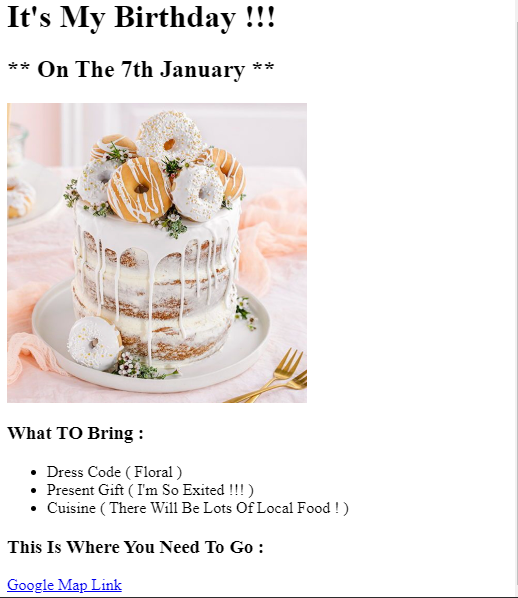 It's My Birthday !!!
** On The 7th January **
What TO Bring :
Dress Code ( Floral )
Present Gift ( I'm So Exited !!! )
Cuisine ( There Will Be Lots Of Local Food ! )
This Is Where You Need To Go :
Google Map Link